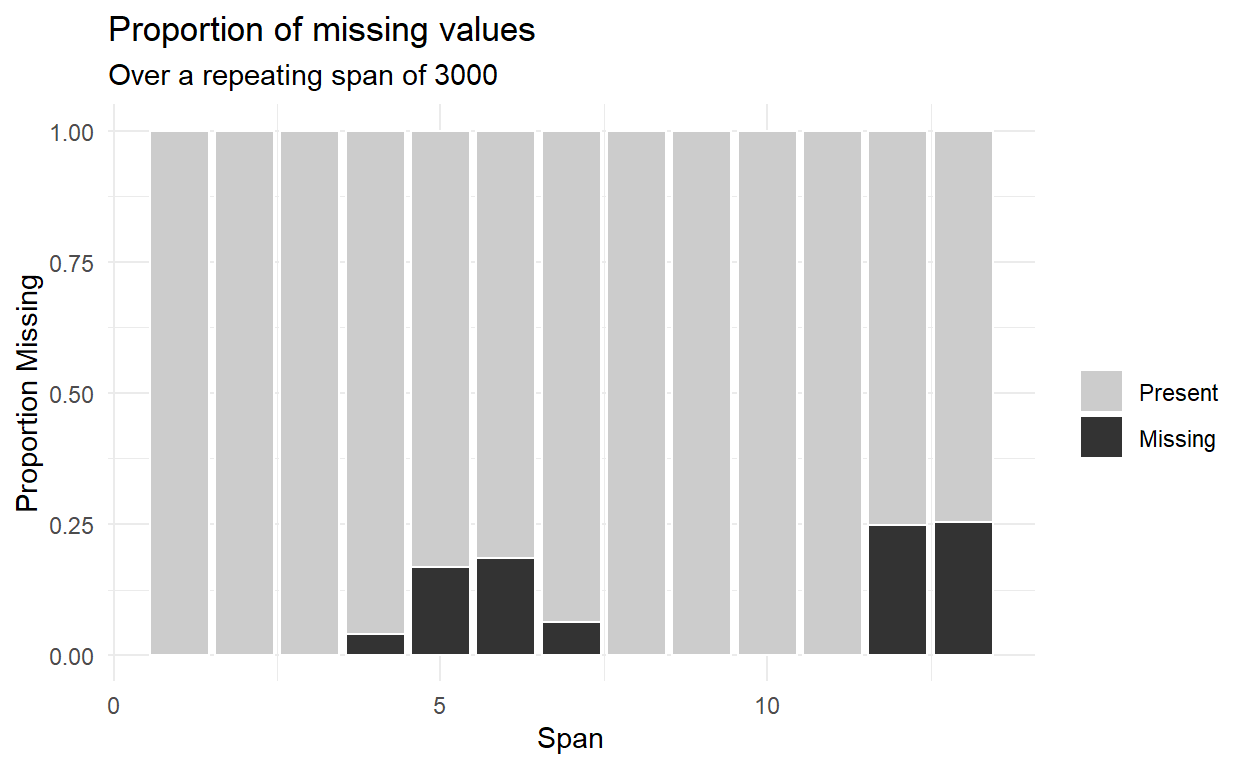 Proportion of missing values
Over a repeating span of 3000
1.00
0.75
0.50
0.25
0.00
Proportion Missing
0
5
10
Span
Present
Missing